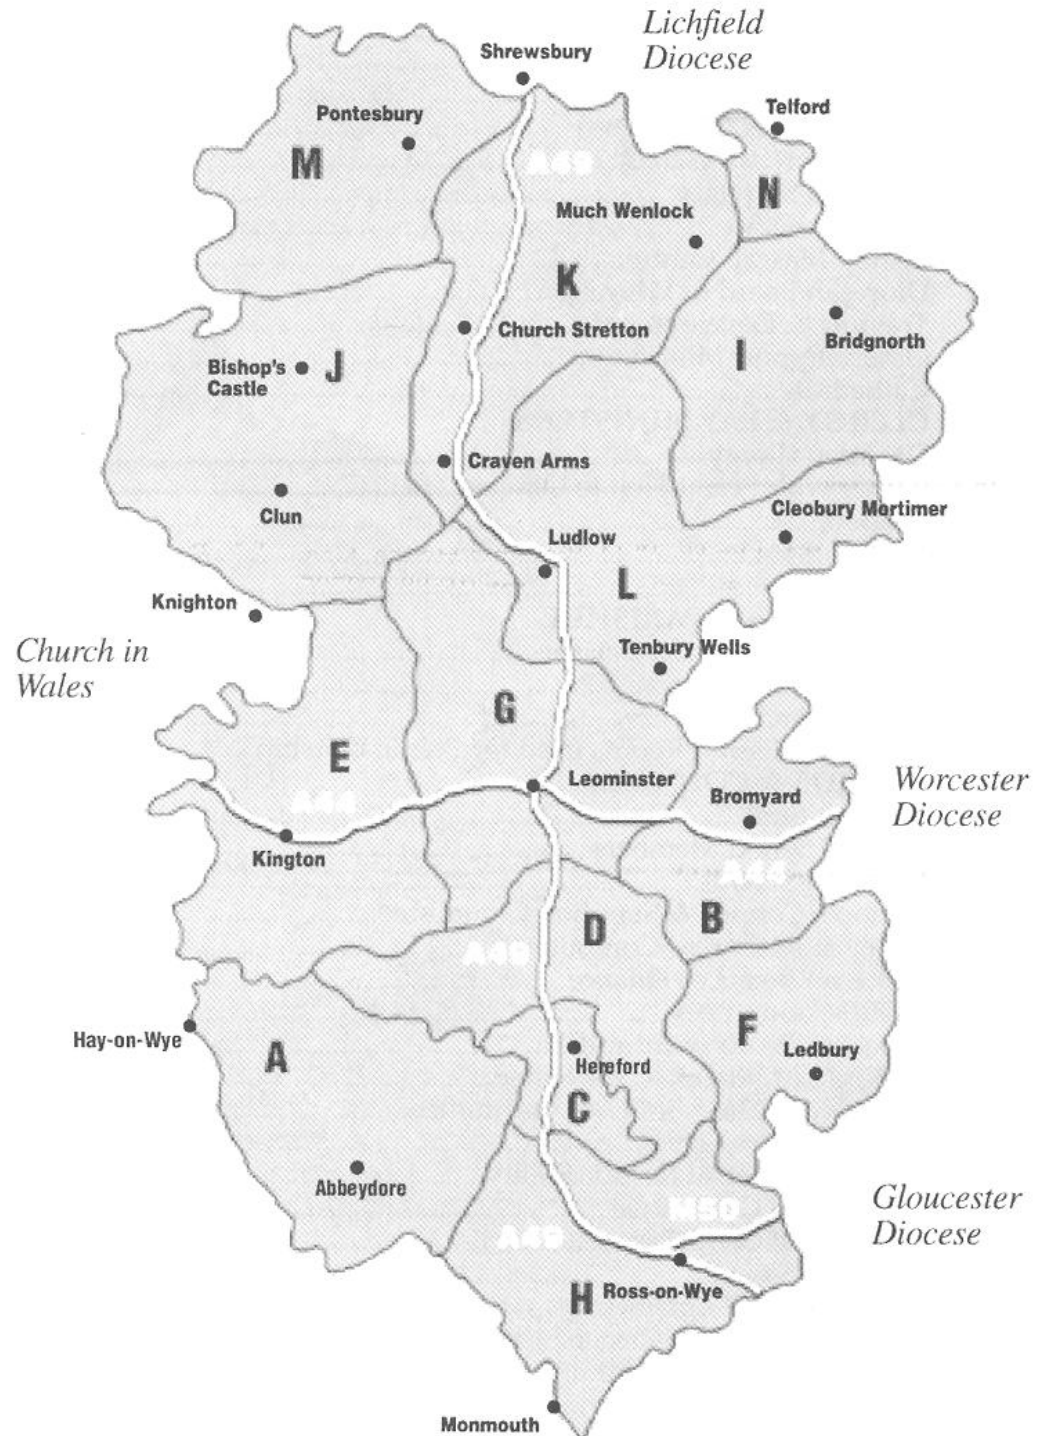 Lichfield
Diocese
Shrewsbury
Telford
Pontesbury
M
A49
N
Much Wenlock
K
Church Stretton
Bridgnorth
I
Bishop's
Castle
J
Craven Arms
Clun
Cleobury Mortimer
Ludlow
L
Knighton
Church in
Wales
Tenbury Wells
G
E
Leominster
Worcester
Diocese
A44
Bromyard
Kington
A44
B
D
A49
F
Hay-on-Wye
A
Hereford
Ledbury
C
Abbeydore
Gloucester
Diocese
M50
A49
H
Ross-on-Wye
Monmouth